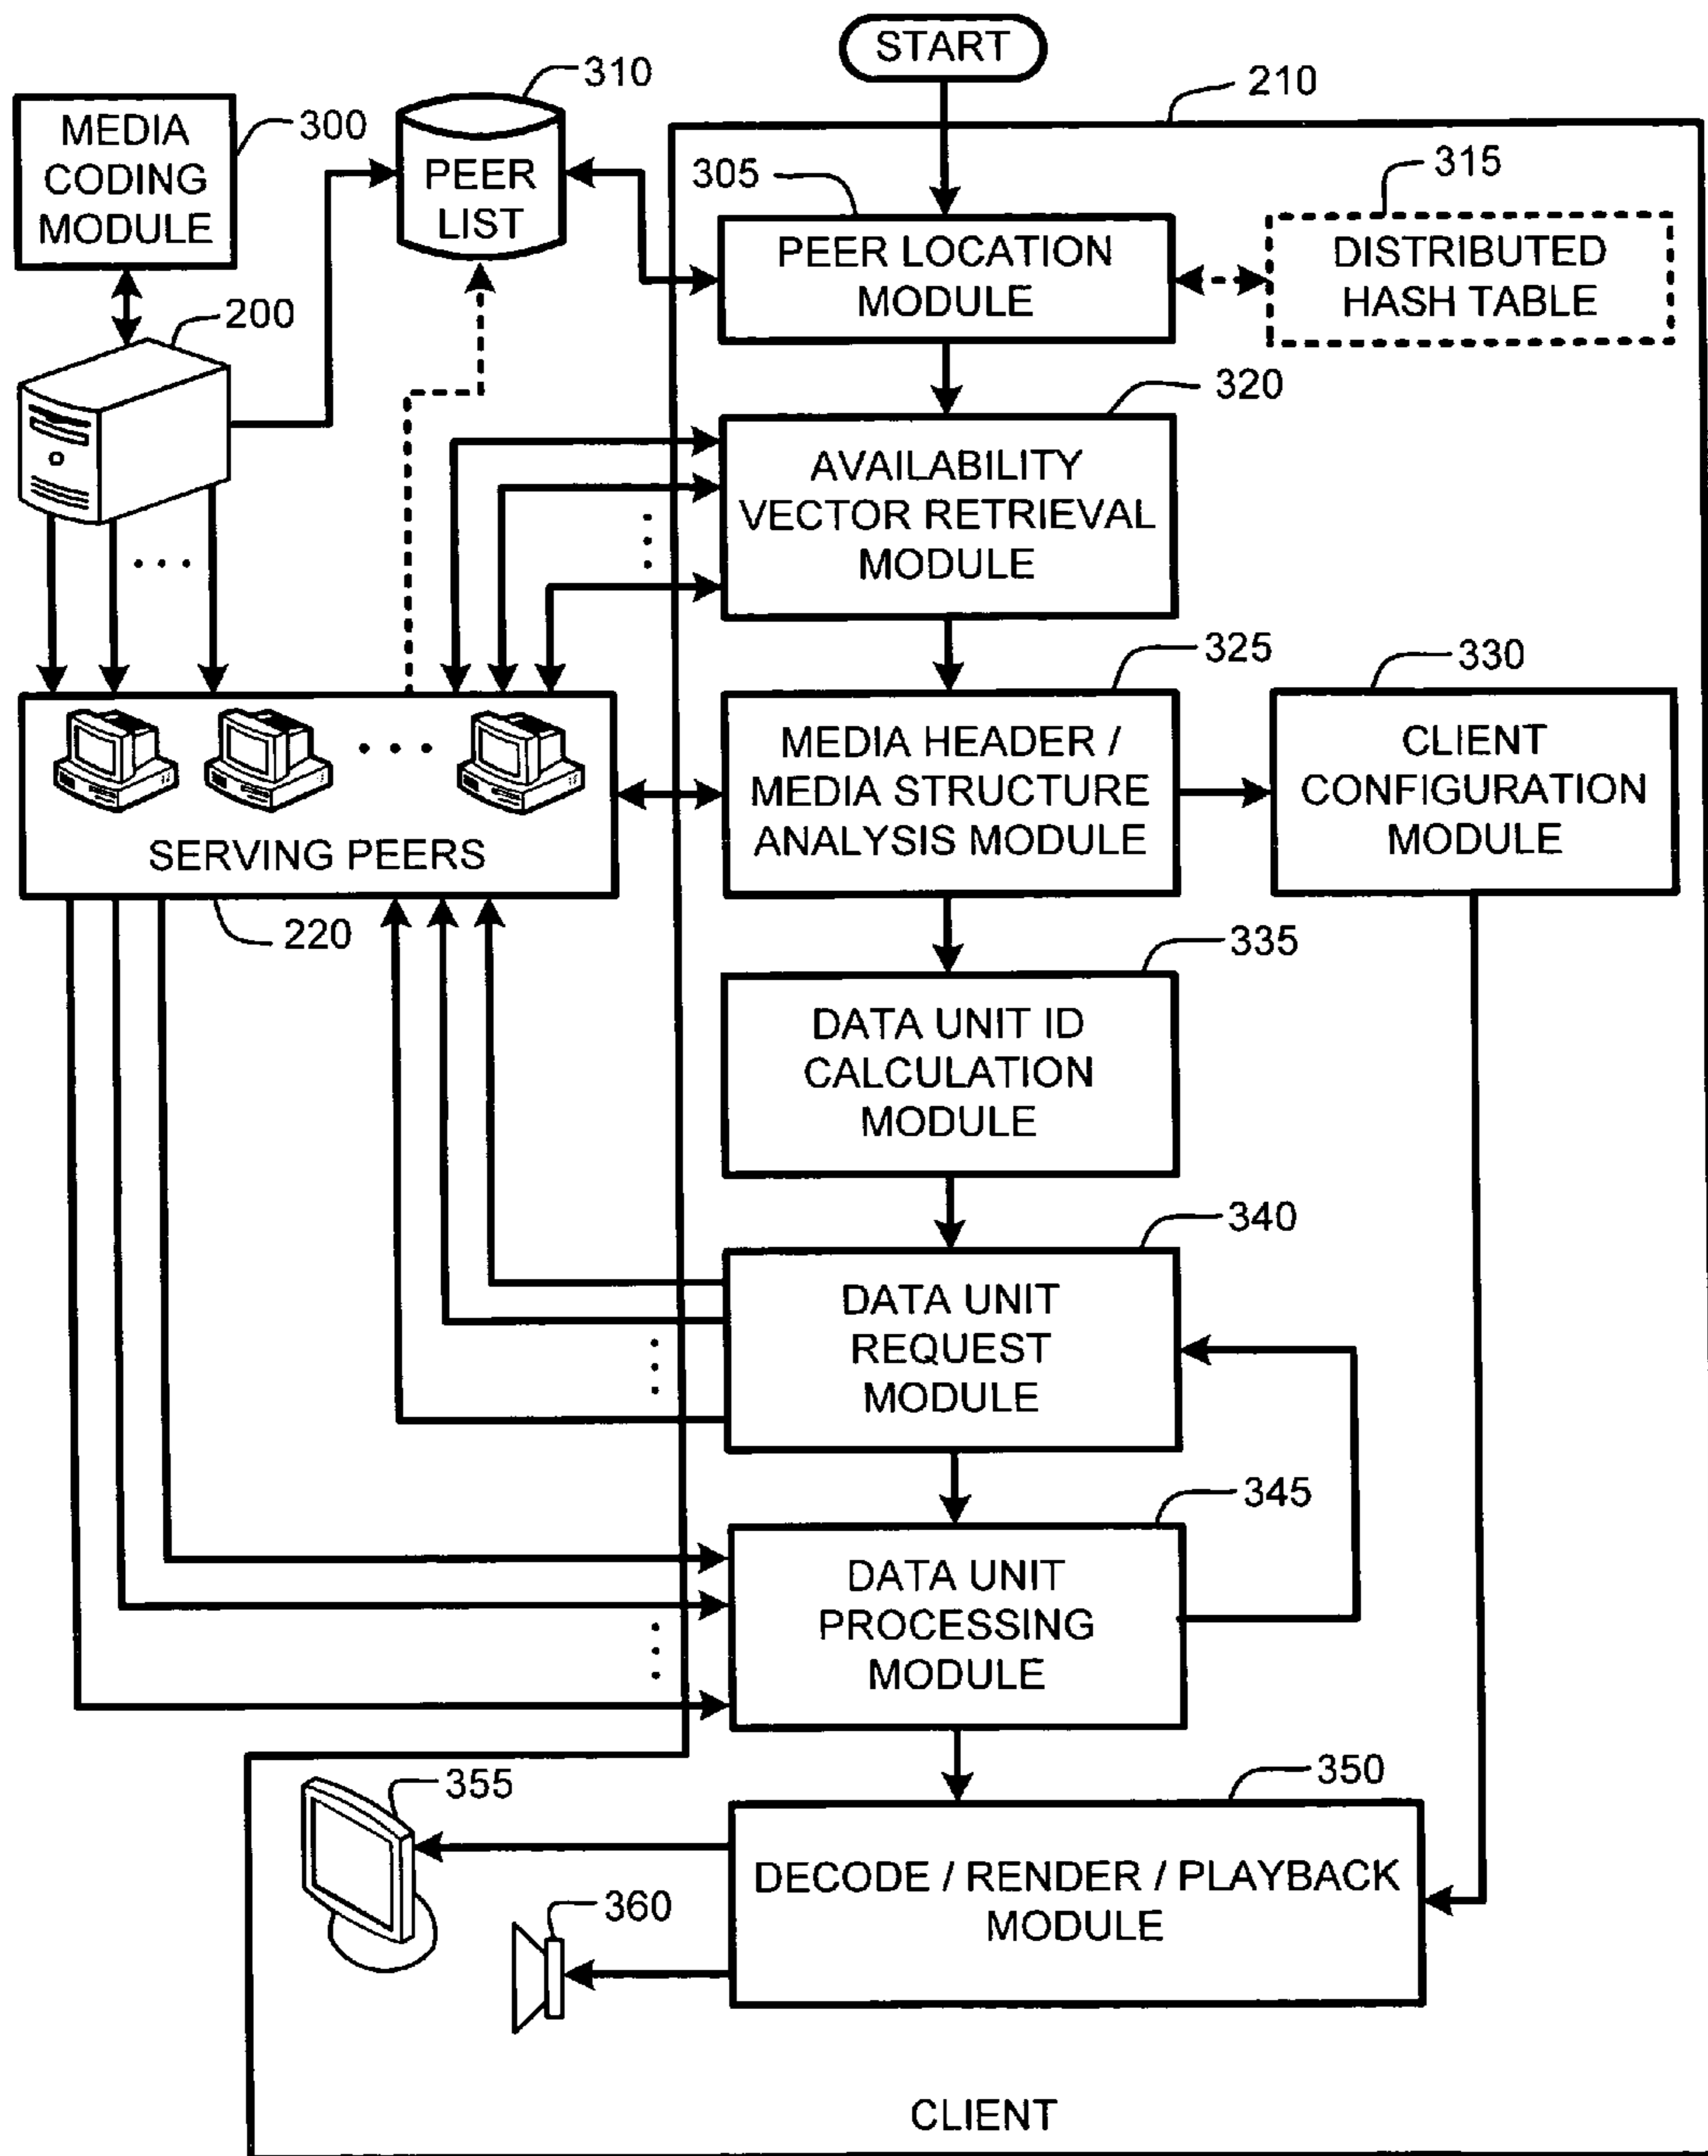 START
310
210
MEDIA
CODING
MODULE
300
PEER
LIST
305
315
PEER LOCATION
MODULE
DISTRIBUTED
HASH TABLE
200
320
AVAILABILITY
VECTOR RETRIEVAL
MODULE
325
330
MEDIA HEADER /
MEDIA STRUCTURE
ANALYSIS MODULE
CLIENT
CONFIGURATION
MODULE
SERVING PEERS
220
335
DATA UNIT ID
CALCULATION
MODULE
340
DATA UNIT
REQUEST
MODULE
345
DATA UNIT
PROCESSING
MODULE
355
350
DECODE / RENDER / PLAYBACK
MODULE
360
CLIENT